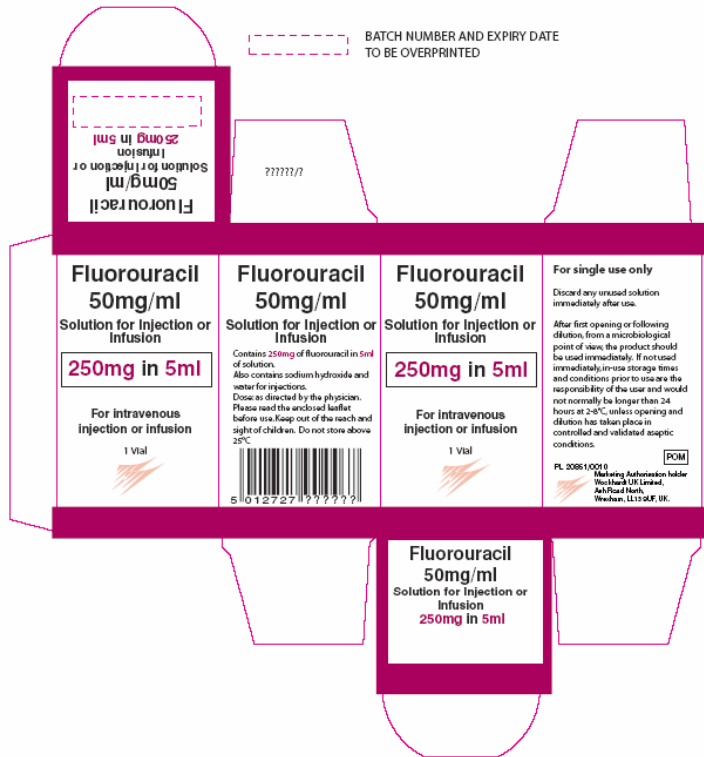 BATCH NUMBER AND EXPIRY DATE
TO BE OVERPRINTED
Fluorouracil
50mg/ml
Solution for Injection or
Infusion
250mg in 5ml
??????/?
Fluorouracil
50mg/ml
Solution for Injection or
Infusion
250mg in 5ml
For intravenous
injection or infusion
1 Vial
Fluorouracil
50mg/ml
Solution for Injection or
Infusion
Contains 250mg of fluorouracil in 5ml
of solution.
Also contains sodium hydroxide and
water for injections.
Dose: as directed by the physician.
Please read the enclosed leaflet
before use. Keep out of the reach and
sight of children. Do not store above
25°C
5 012727 ??????
Fluorouracil
50mg/ml
Solution for Injection or
Infusion
250mg in 5ml
For intravenous
injection or infusion
1 Vial
For single use only
Discard any unused solution
immediately after use.
After first opening or following
dilution, from a microbiological
point of view, the product should
be used immediately. If not used
immediately, in-use storage times
and conditions prior to use are the
responsibility of the user and would
not normally be longer than 24
hours at 2-8°C, unless opening and
dilution has taken place in
controlled and validated aseptic
conditions.
POM
PL 20851/0010
Marketing Authorisation holder
Wockhardt UK Limited,
Ash Road North,
Wrexham, LL13 9UF, UK.
Fluorouracil
50mg/ml
Solution for Injection or
Infusion
250mg in 5ml